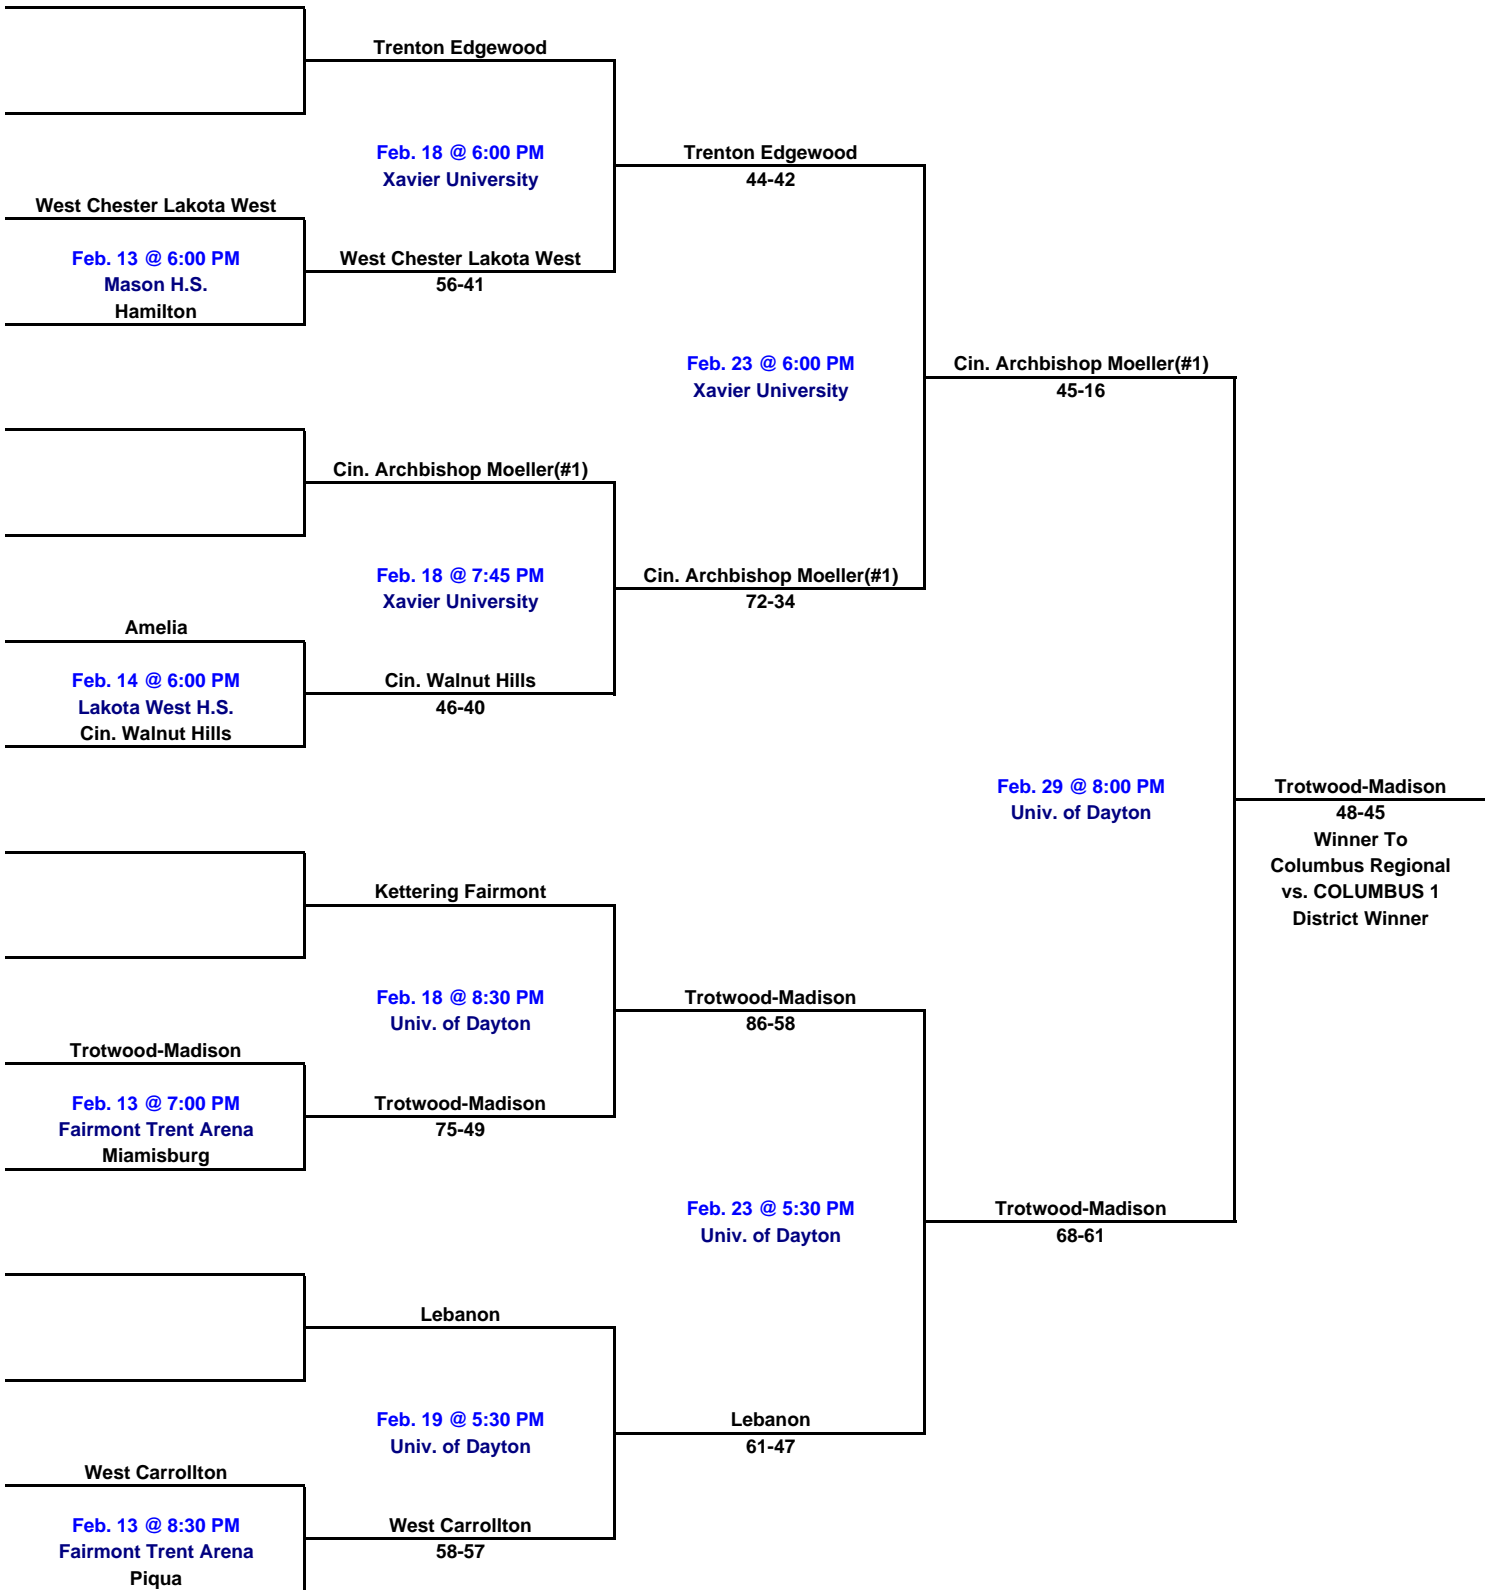 Trenton Edgewood
Feb. 18 @ 6:00 PM
Xavier University
Trenton Edgewood
44-42
West Chester Lakota West
Feb. 13 @ 6:00 PM
Mason H.S.
Hamilton
West Chester Lakota West
56-41
Feb. 23 @ 6:00 PM
Xavier University
Cin. Archbishop Moeller(#1)
45-16
Cin. Archbishop Moeller(#1)
Feb. 18 @ 7:45 PM
Xavier University
Cin. Archbishop Moeller(#1)
72-34
Amelia
Feb. 14 @ 6:00 PM
Lakota West H.S.
Cin. Walnut Hills
Cin. Walnut Hills
46-40
Feb. 29 @ 8:00 PM
Univ. of Dayton
Trotwood-Madison
48-45
Winner To
Columbus Regional
vs. COLUMBUS 1
District Winner
Kettering Fairmont
Feb. 18 @ 8:30 PM
Univ. of Dayton
Trotwood-Madison
86-58
Trotwood-Madison
Feb. 13 @ 7:00 PM
Fairmont Trent Arena
Miamisburg
Trotwood-Madison
75-49
Feb. 23 @ 5:30 PM
Univ. of Dayton
Trotwood-Madison
68-61
Lebanon
Feb. 19 @ 5:30 PM
Univ. of Dayton
Lebanon
61-47
West Carrollton
Feb. 13 @ 8:30 PM
Fairmont Trent Arena
Piqua
West Carrollton
58-57